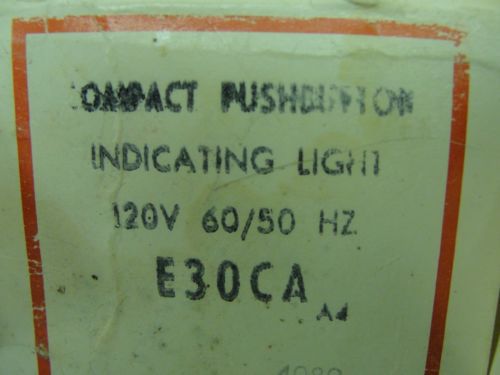 COMPACT PUSHBUTTON
INDICATING LIGHT
120V 60/50 HZ
E30CA
A4